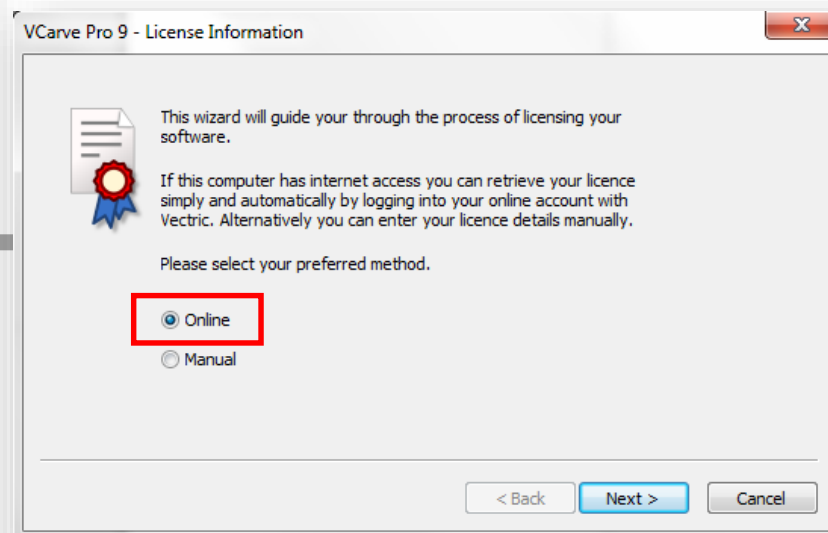 VCarve Pro 9 - License Information
This wizard will guide your through the process of licensing your
software.
If this computer has internet access you can retrieve your licence
simply and automatically by logging into your online account with
Vectric. Alternatively you can enter your licence details manually.
Please select your preferred method.
Online
Manual
< Back Next > Cancel